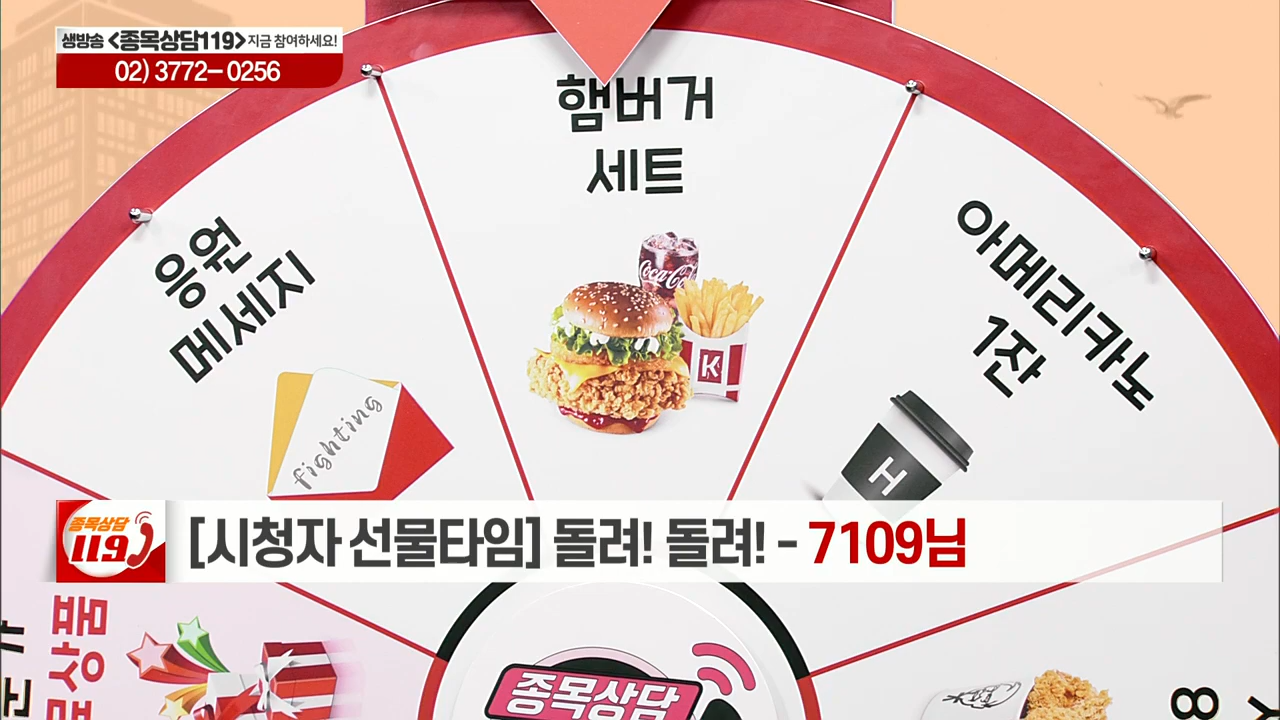 생방송 <종목상담119> 지금 참여하세요!
02) 3772-0256
햄버거
세트
응원
메세지
아메리카노
1잔
Coca-Cola
K
fighting
H
종목상담
119
[시청자 선물타임] 돌려! 돌려! - 7109님
종목상담
8